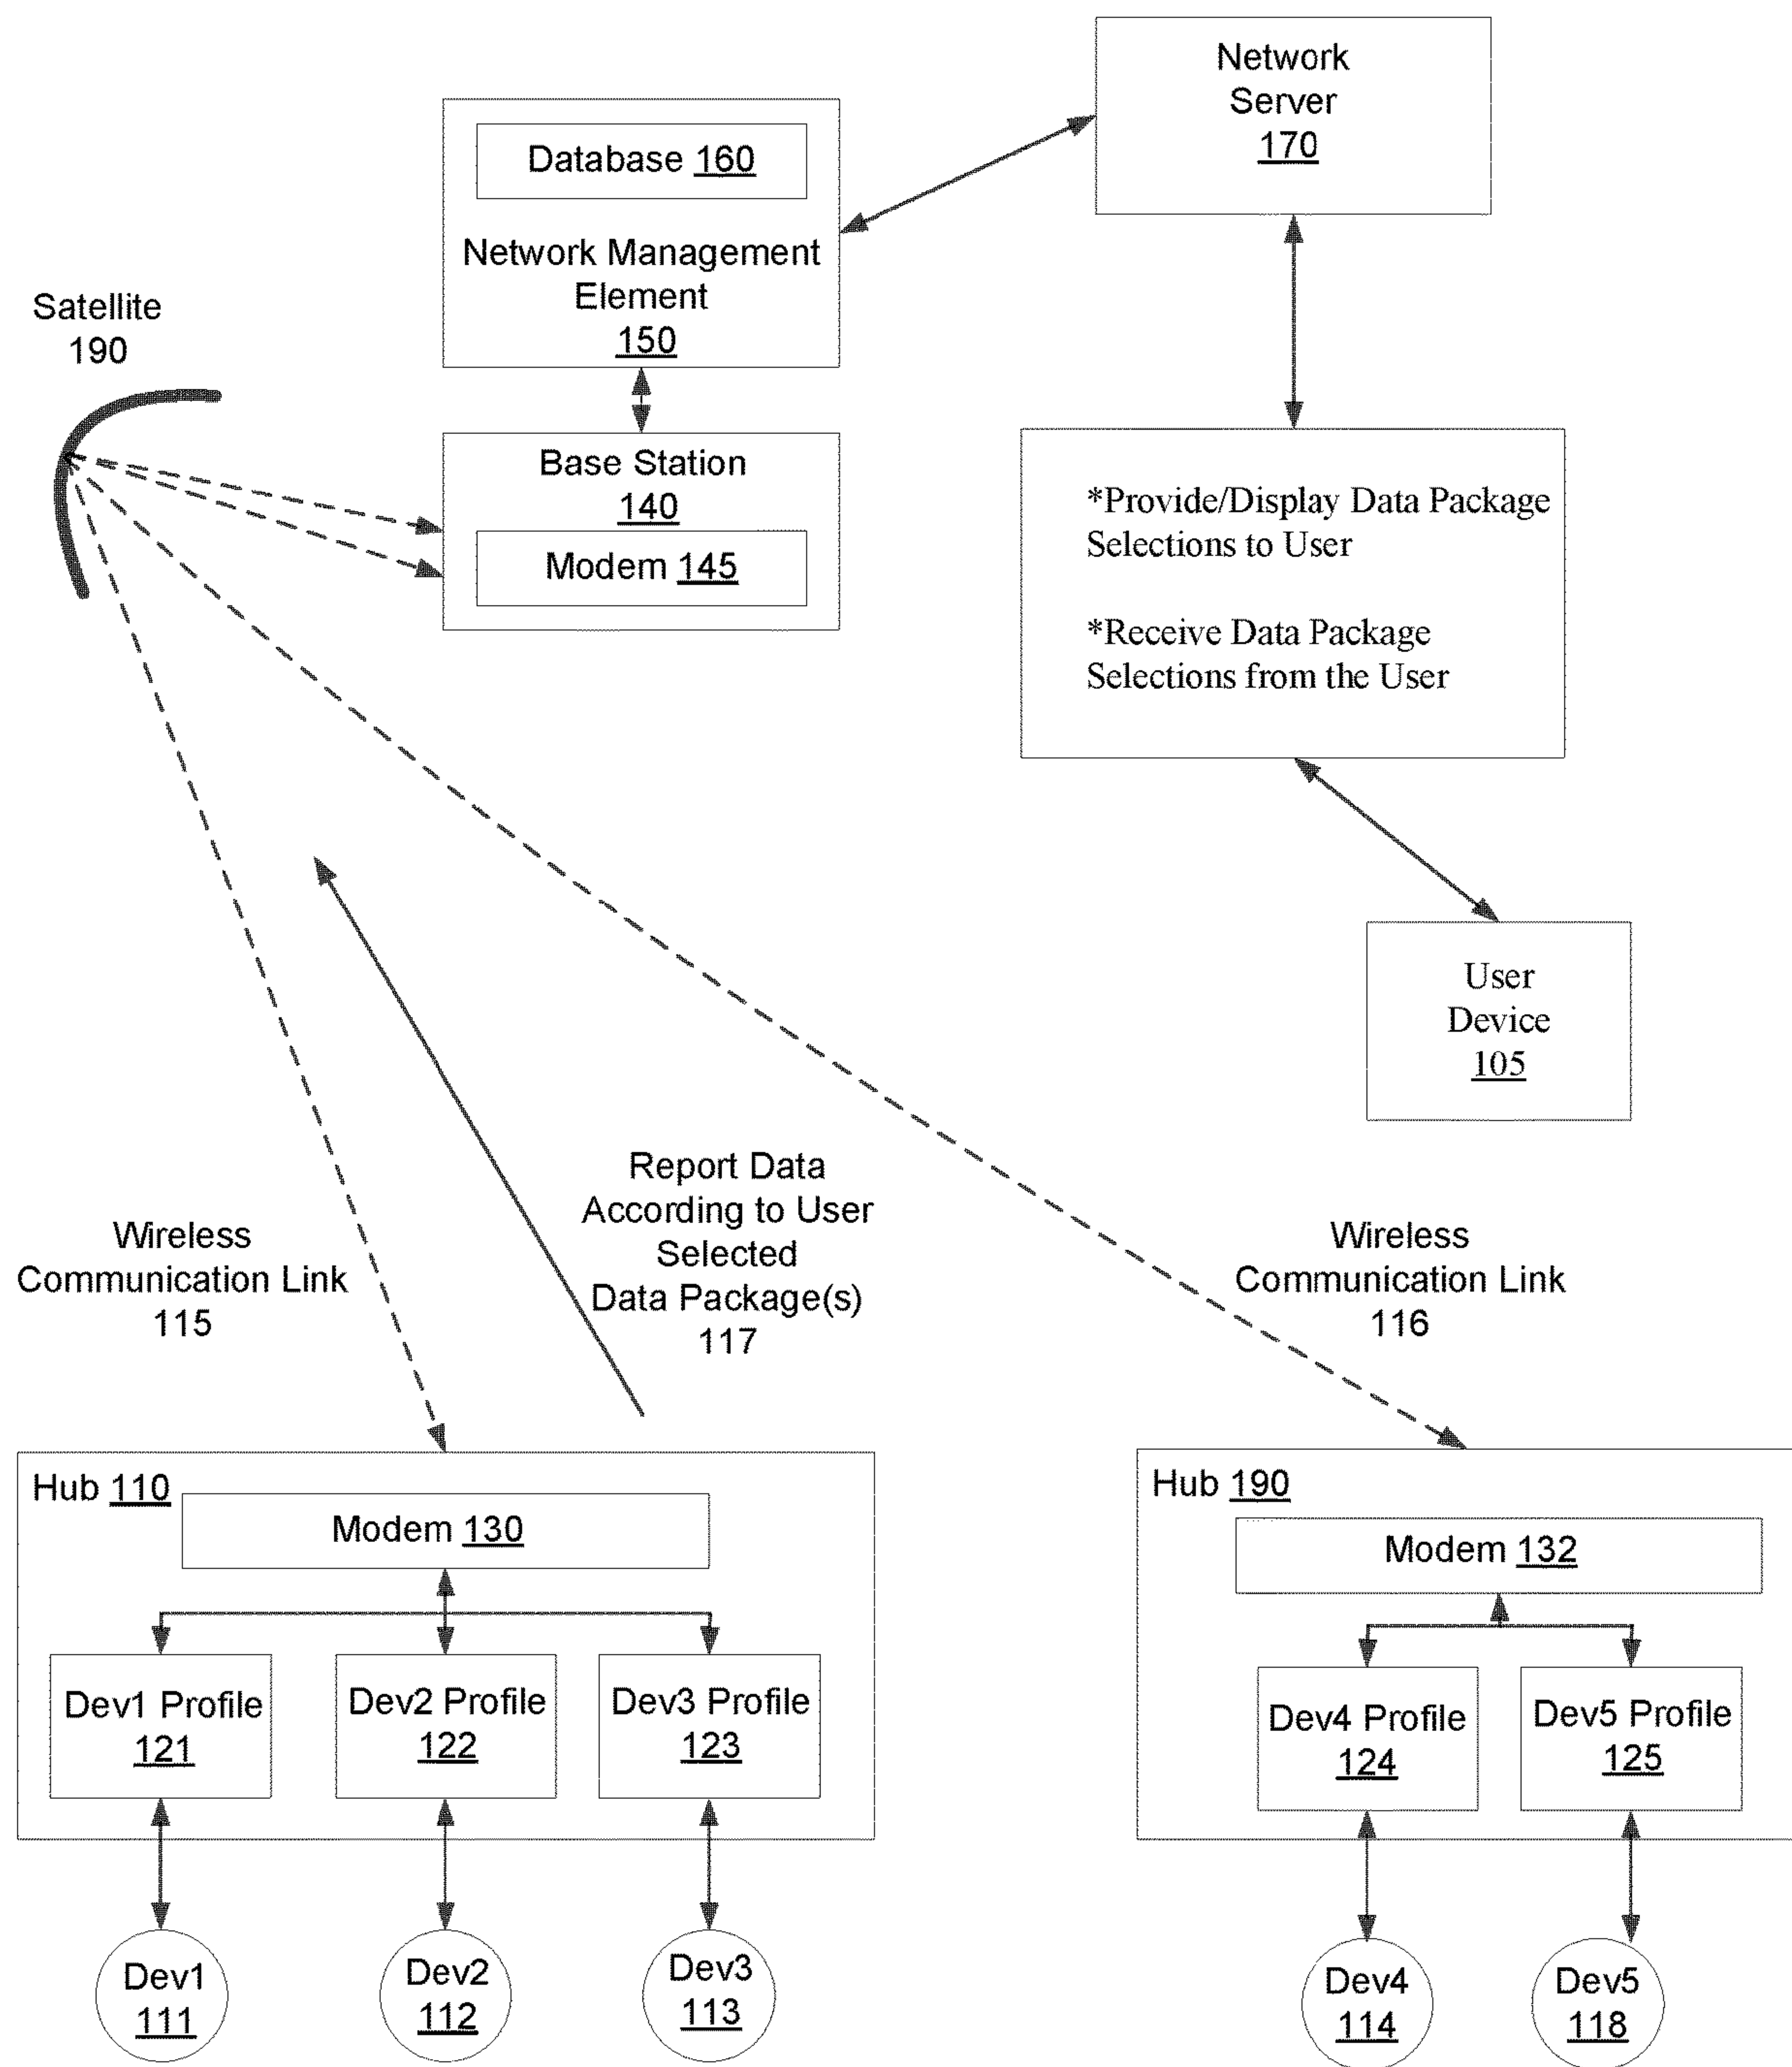 Network
Server
170
Database 160
Network Management
Element
150
Satellite
190
Base Station
140
Modem 145
*Provide/Display Data Package
Selections to User
*Receive Data Package
Selections from the User
User
Device
105
Report Data
According to User
Selected
Data Package(s)
117
Wireless
Communication Link
115
Wireless
Communication Link
116
Hub 110
Modem 130
Dev1 Profile
121
Dev2 Profile
122
Dev3 Profile
123
Hub 190
Modem 132
Dev4 Profile
124
Dev5 Profile
125
Dev1
111
Dev2
112
Dev3
113
Dev4
114
Dev5
118